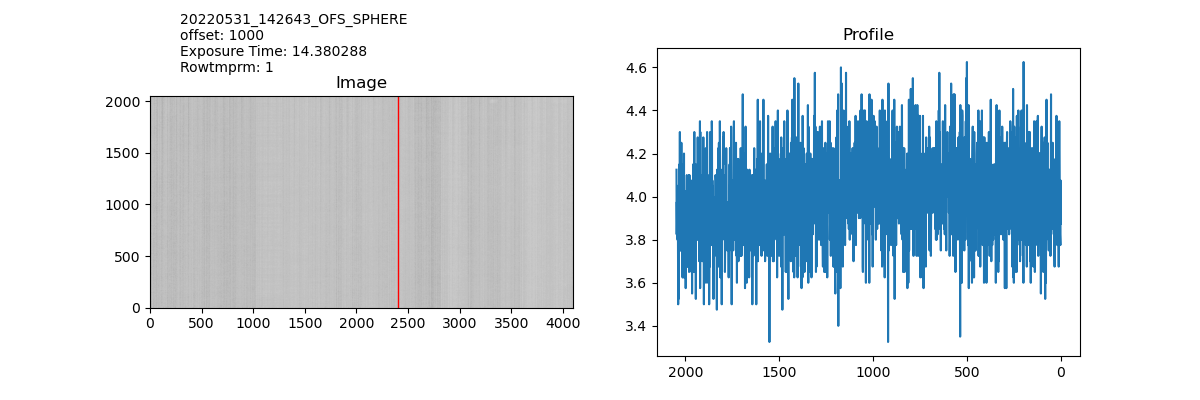 20220531_142643_OFS_SPHERE
offset: 1000
Exposure Time: 14.380288
Rowtmprm: 1
Image
2000
1500
1000
500
0
0 500 1000 1500 2000 2500 3000 3500 4000
Profile
4.6
4.4
4.2
4.0
3.8
3.6
3.4
2000 1500 1000 500 0